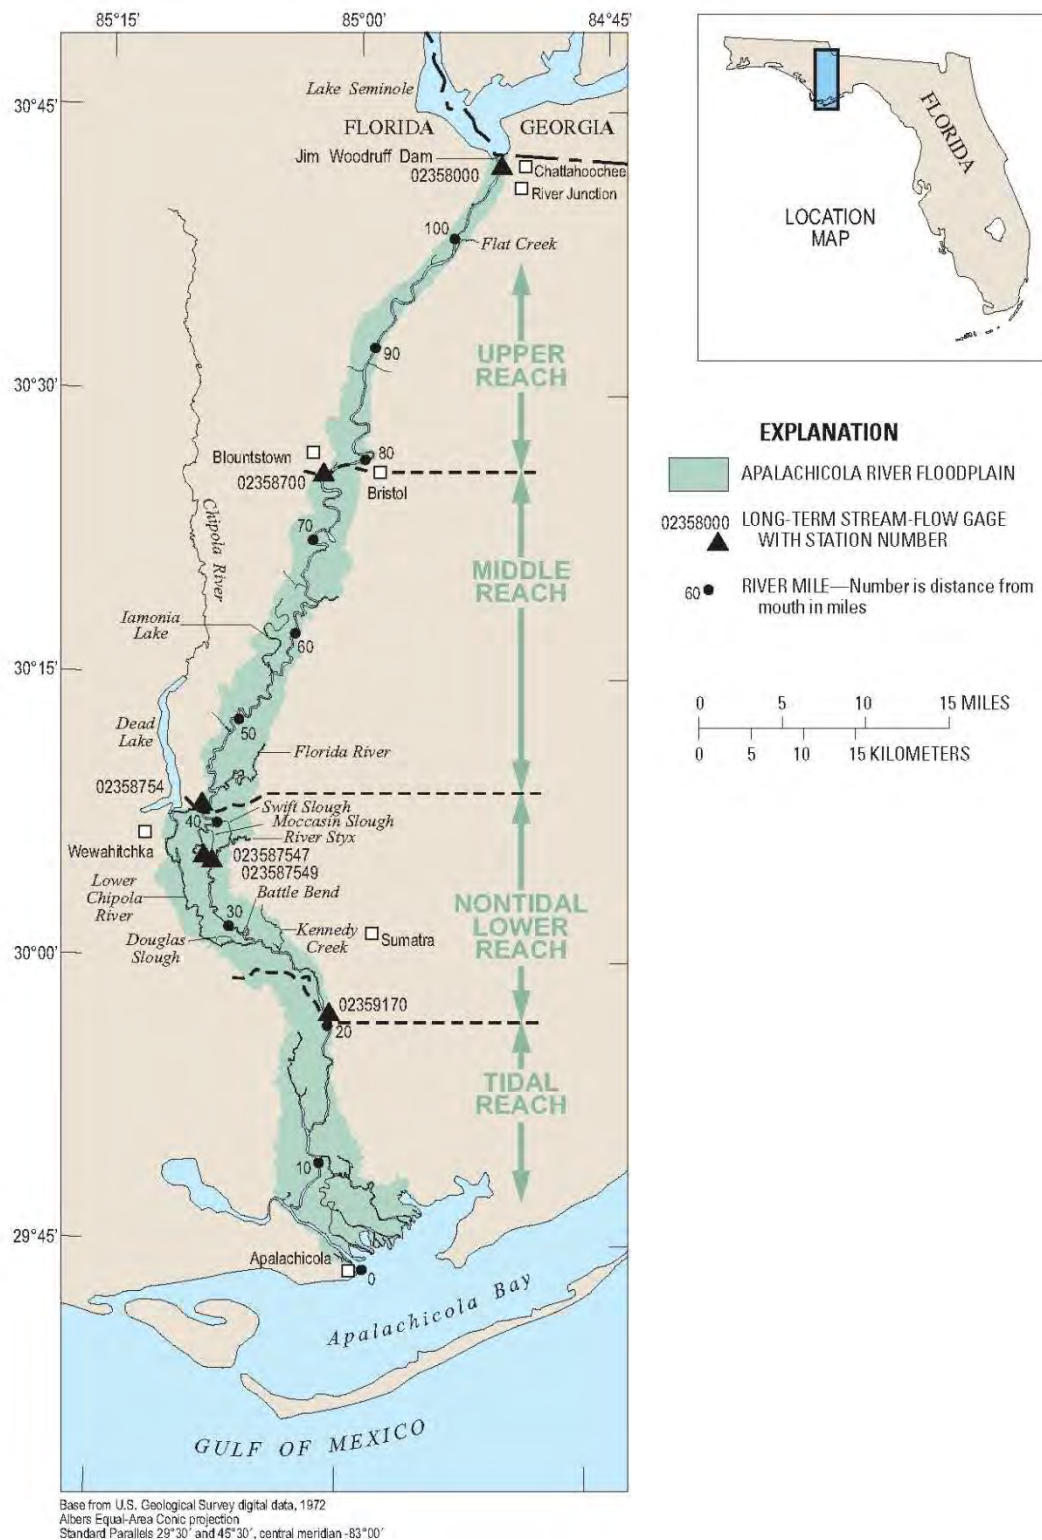 85°15'
85°00'
84°45'
30°45'
30°30'
30°15'
30°00'
29°45'
Lake Seminole
FLORIDA
GEORGIA
Jim Woodruff Dam
02358000
Chattahoochee
River Junction
100
Flat Creek
UPPER
REACH
90
80
Blountstown
02358700
Bristol
Chipola River
70
MIDDLE
REACH
Iamonia
Lake
60
Dead
Lake
50
Florida River
02358754
40
Swift Slough
Moccasin Slough
River Styx
Wewahitchka
023587547
023587549
Lower
Chipola
River
Battle Bend
30
Kennedy
Creek
Douglas
Slough
Sumatra
NONTIDAL
LOWER
REACH
02359170
20
TIDAL
REACH
10
Apalachicola
0
Apalachicola Bay
GULF OF MEXICO
Base from U.S. Geological Survey digital data, 1972
Albers Equal-Area Conic projection
Standard Parallels 29°30' and 45°30', central meridian -83°00'
FLORIDA
LOCATION
MAP
EXPLANATION
APALACHICOLA RIVER FLOODPLAIN
02358000 LONG-TERM STREAM-FLOW GAGE
WITH STATION NUMBER
60 RIVER MILE—Number is distance from
mouth in miles
0 5 10 15 MILES
0 5 10 15 KILOMETERS